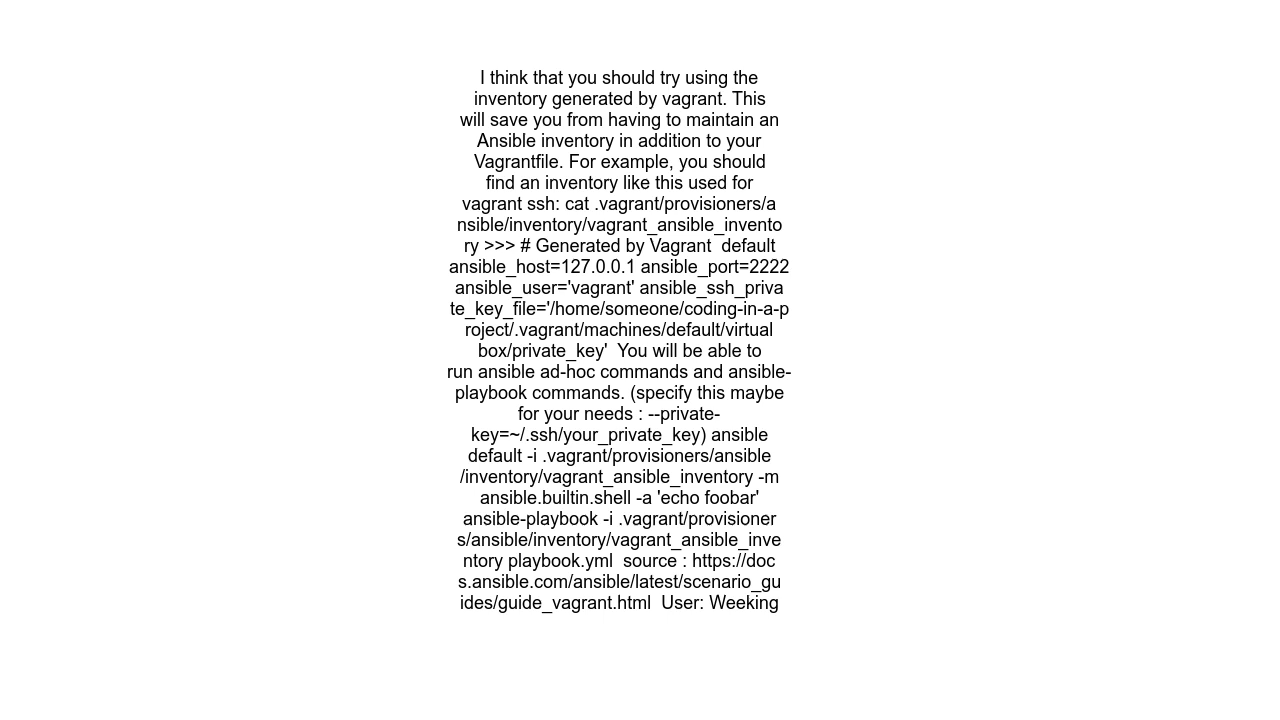 I think that you should try using the
inventory generated by vagrant. This
will save you from having to maintain an
Ansible inventory in addition to your
Vagrantfile. For example, you should
find an inventory like this used for
vagrant ssh: cat .vagrant/provisioners/a
nsible/inventory/vagrant_ansible_invento
ry >>> # Generated by Vagrant  default
ansible_host=127.0.0.1 ansible_port=2222
ansible_user='vagrant' ansible_ssh_priva
te_key_file='/home/someone/coding-in-a-p
roject/.vagrant/machines/default/virtual
box/private_key'  You will be able to
run ansible ad-hoc commands and ansible-
playbook commands. (specify this maybe
for your needs : --private-
key=~/.ssh/your_private_key) ansible
default -i .vagrant/provisioners/ansible
/inventory/vagrant_ansible_inventory -m
ansible.builtin.shell -a 'echo foobar'
ansible-playbook -i .vagrant/provisioner
s/ansible/inventory/vagrant_ansible_inve
ntory playbook.yml  source : https://doc
s.ansible.com/ansible/latest/scenario_gu
ides/guide_vagrant.html  User: Weeking